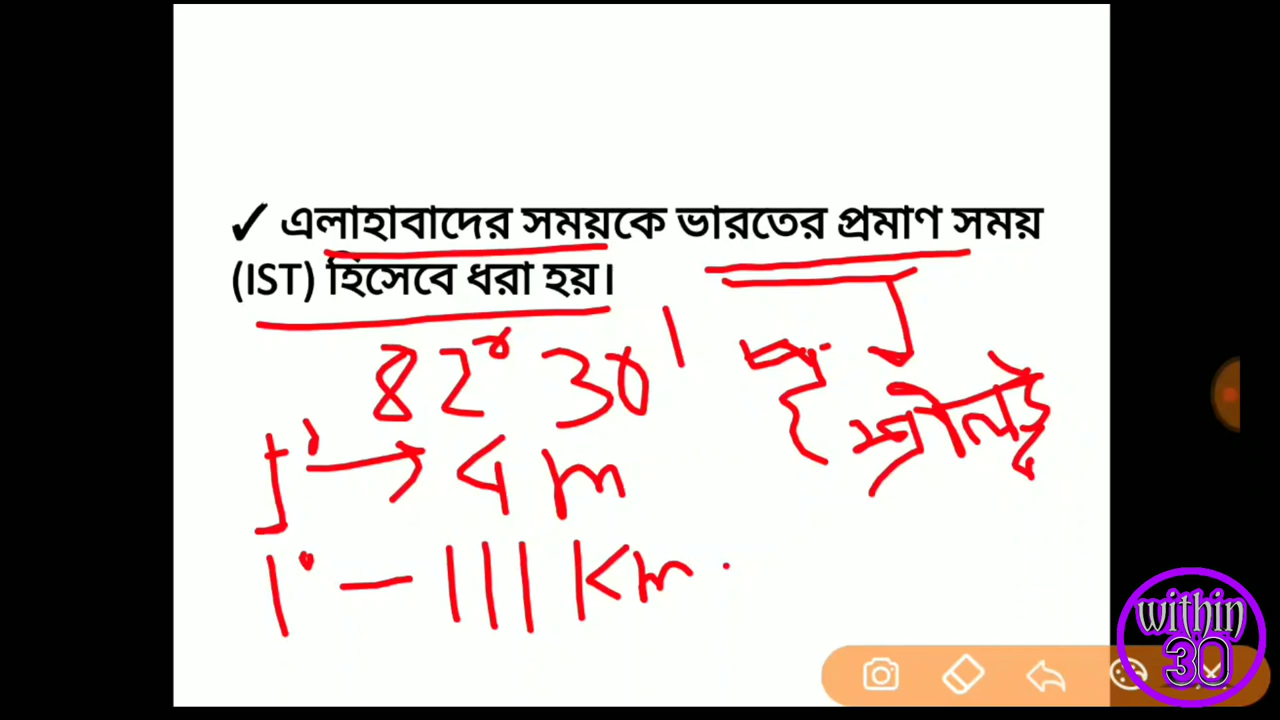 ✓ এলাহাবাদের সময়কে ভারতের প্রমাণ সময়
(IST) হিসেবে ধরা হয়।
82° 30'
1° → 4 m
1° — 111 Km.
within
30